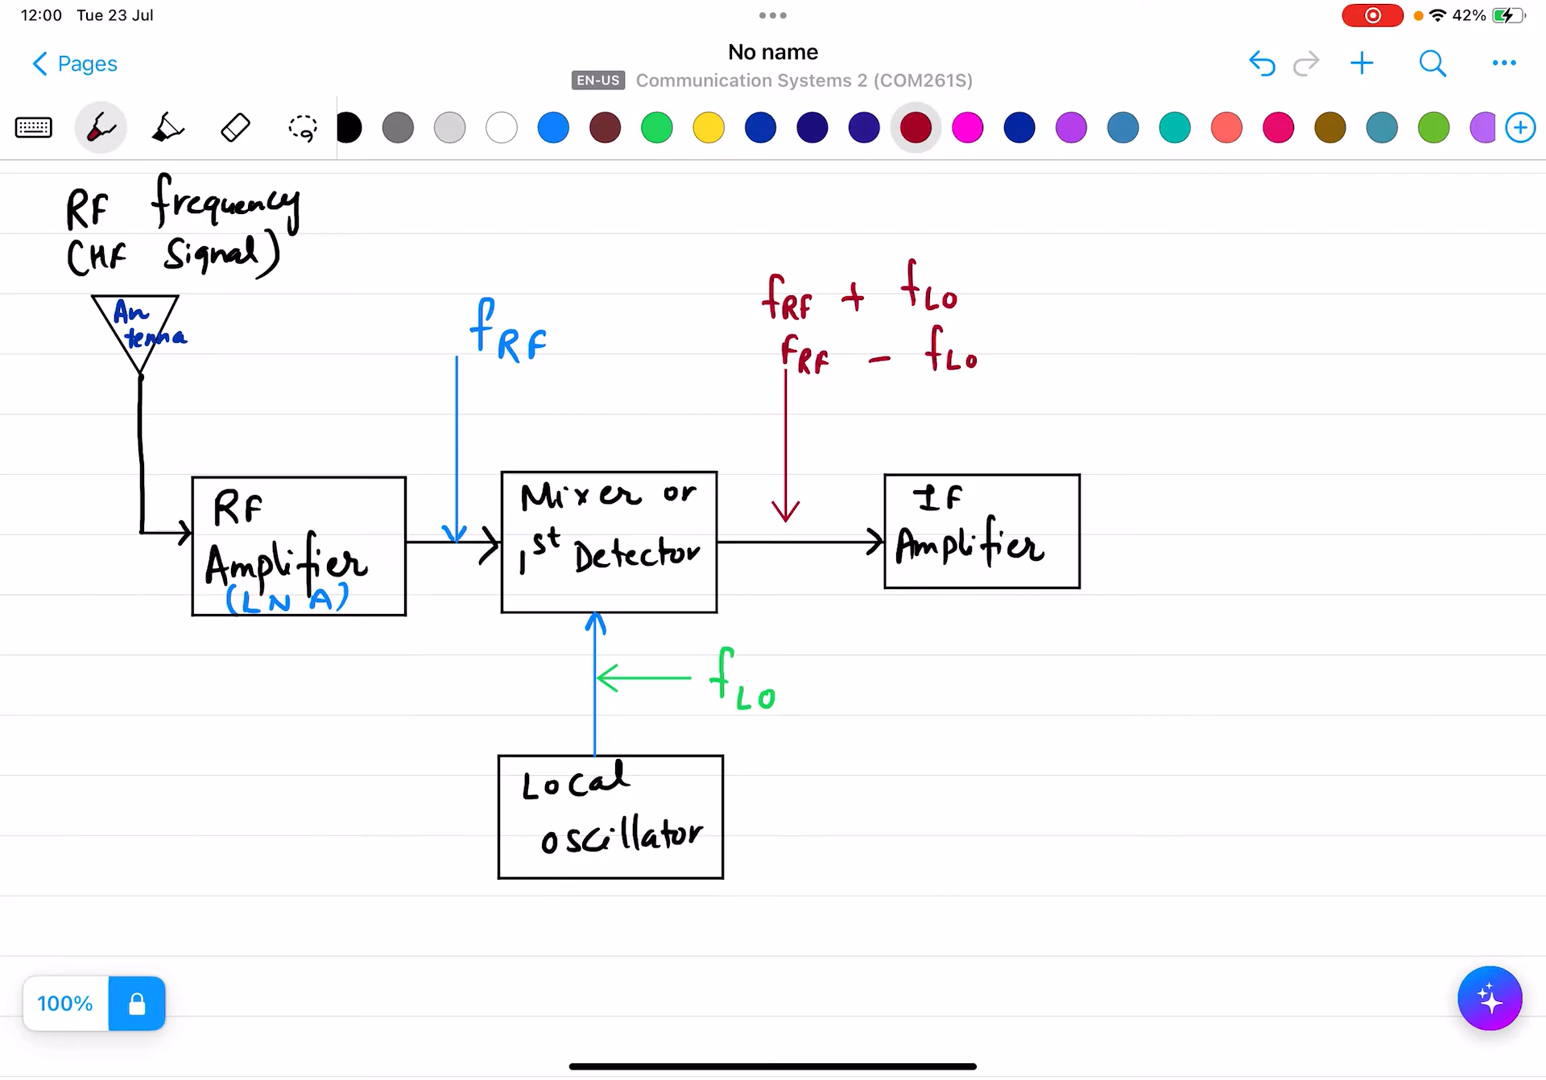 12:00 Tue 23 Jul
42%
Pages
No name
EN-US Communication Systems 2 (COM261S)
RF frequency
(HF Signal)
An
tenna
fRF
fRF + fLO
fRF - fLO
RF
Amplifier
(LNA)
Mixer or
1st Detector
IF
Amplifier
fLO
Local
oscillator
100%